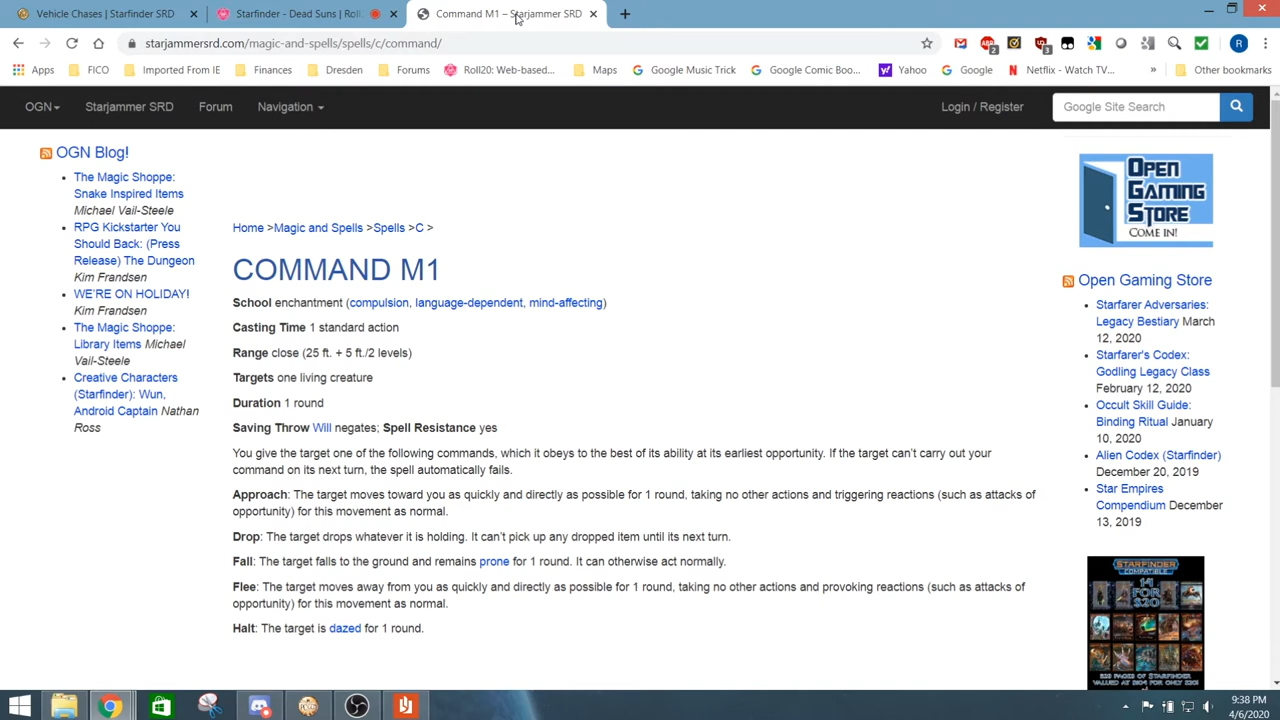 Vehicle Chases | Starfinder SRD
Starfinder - Dead Suns | Roll
Command M1 – Starjammer SRD
starjammersrd.com/magic-and-spells/spells/c/command/
2
3
R
Apps
FICO
Imported From IE
Finances
Dresden
Forums
Roll20: Web-based...
Maps
Google Music Trick
Google Comic Boo...
Yahoo
Google
Netflix - Watch TV...
»
Other bookmarks
OGN
Starjammer SRD
Forum
Navigation
Login / Register
Google Site Search
OGN Blog!
The Magic Shoppe:
Snake Inspired Items
Michael Vail-Steele
RPG Kickstarter You
Should Back: (Press
Release) The Dungeon
Kim Frandsen
WE'RE ON HOLIDAY!
Kim Frandsen
The Magic Shoppe:
Library Items Michael
Vail-Steele
Creative Characters
(Starfinder): Wun,
Android Captain Nathan
Ross
Home >Magic and Spells >Spells >C >
COMMAND M1
School enchantment (compulsion, language-dependent, mind-affecting)
Casting Time 1 standard action
Range close (25 ft. + 5 ft./2 levels)
Targets one living creature
Duration 1 round
Saving Throw Will negates; Spell Resistance yes
You give the target one of the following commands, which it obeys to the best of its ability at its earliest opportunity. If the target can't carry out your
command on its next turn, the spell automatically fails.
Approach: The target moves toward you as quickly and directly as possible for 1 round, taking no other actions and triggering reactions (such as attacks of
opportunity) for this movement as normal.
Drop: The target drops whatever it is holding. It can't pick up any dropped item until its next turn.
Fall: The target falls to the ground and remains prone for 1 round. It can otherwise act normally.
Flee: The target moves away from you as quickly and directly as possible for 1 round, taking no other actions and provoking reactions (such as attacks of
opportunity) for this movement as normal.
Halt: The target is dazed for 1 round.
OPEN
GAMING
STORE
COME IN!
Open Gaming Store
Starfarer Adversaries:
Legacy Bestiary March
12, 2020
Starfarer's Codex:
Godling Legacy Class
February 12, 2020
Occult Skill Guide:
Binding Ritual January
10, 2020
Alien Codex (Starfinder)
December 20, 2019
Star Empires
Compendium December
13, 2019
STARFINDER
COMPATIBLE
14
FOR
$20
9:38 PM
4/6/2020